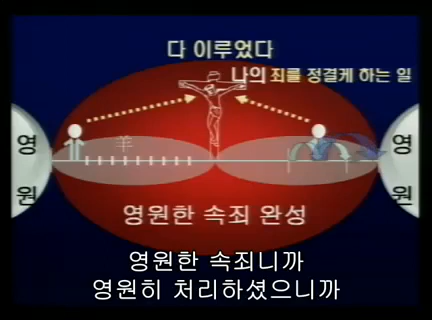 다 이루었다
나의 죄를 정결케 하는 일
羊
영
원
영
원
영원한 속죄 완성
영원한 속죄니까
영원히 처리하셨으니까